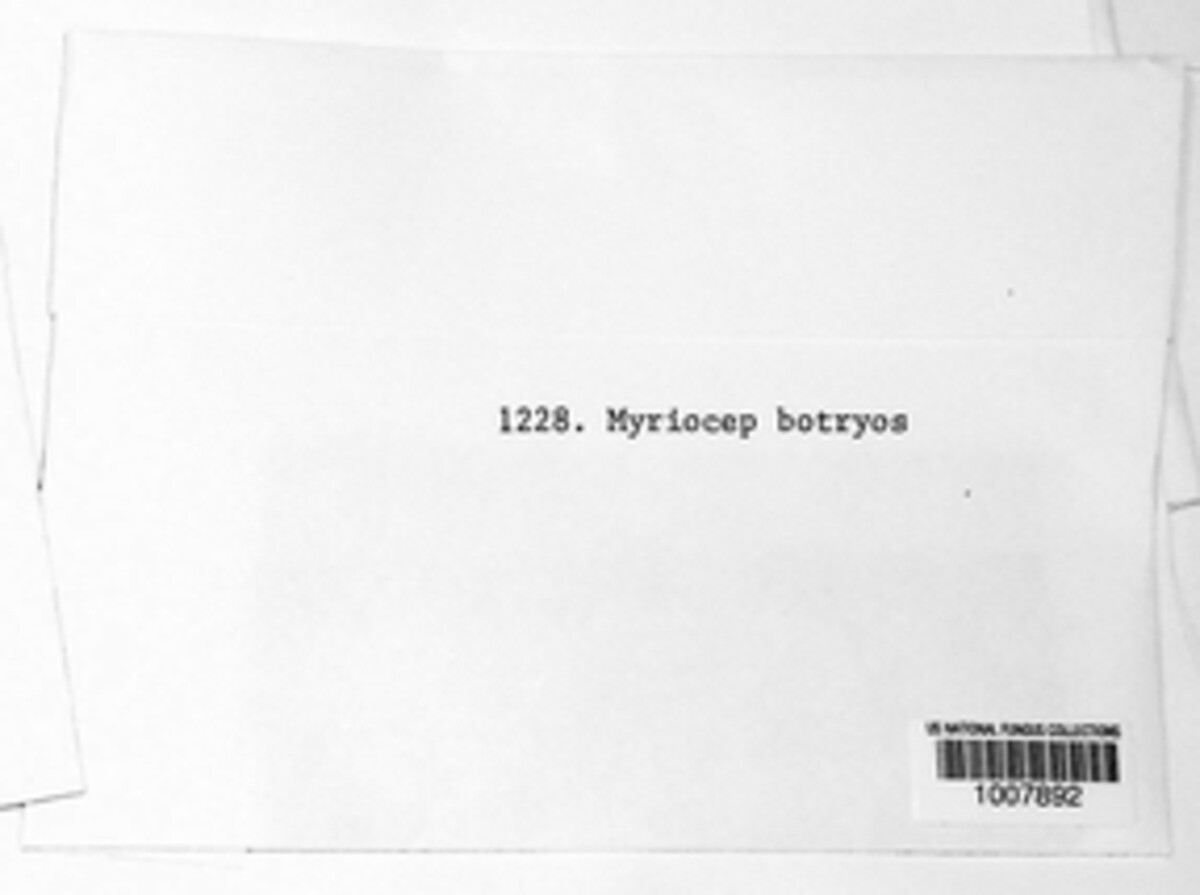 1228. Myriocep botryos
US NATIONAL FUNGUS COLLECTIONS
1007892